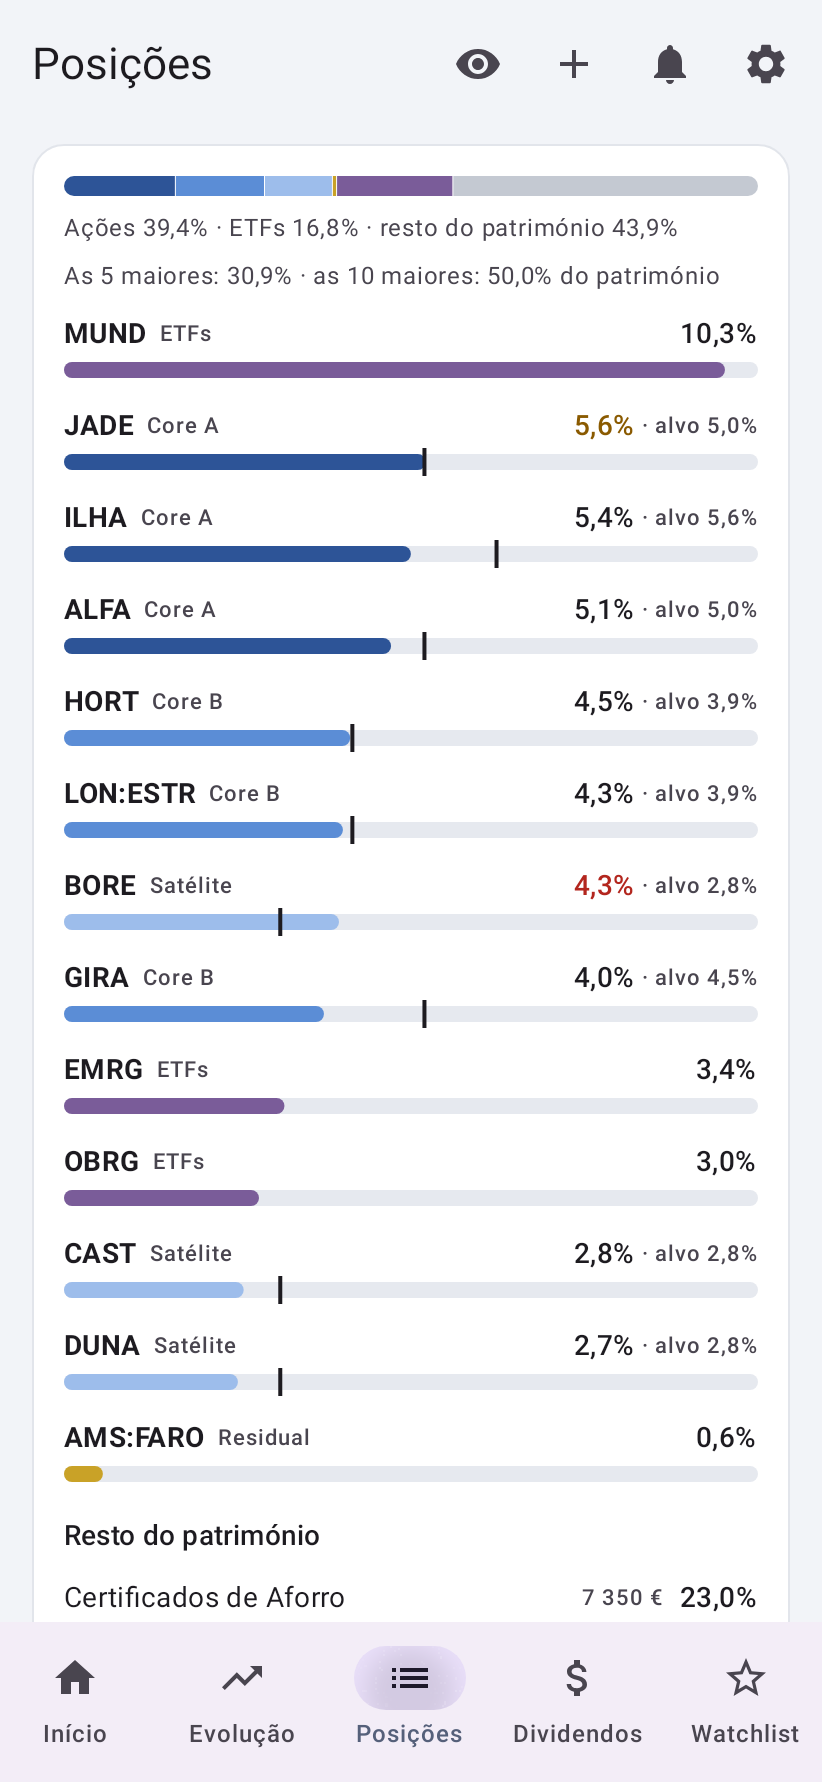 Posições
Ações 39,4% · ETFs 16,8% · resto do património 43,9%
As 5 maiores: 30,9% · as 10 maiores: 50,0% do património
MUND ETFs 10,3%
JADE Core A 5,6% · alvo 5,0%
ILHA Core A 5,4% · alvo 5,6%
ALFA Core A 5,1% · alvo 5,0%
HORT Core B 4,5% · alvo 3,9%
LON:ESTR Core B 4,3% · alvo 3,9%
BORE Satélite 4,3% · alvo 2,8%
GIRA Core B 4,0% · alvo 4,5%
EMRG ETFs 3,4%
OBRG ETFs 3,0%
CAST Satélite 2,8% · alvo 2,8%
DUNA Satélite 2,7% · alvo 2,8%
AMS:FARO Residual 0,6%
Resto do património
Certificados de Aforro 7 350 € 23,0%
Início Evolução Posições Dividendos Watchlist